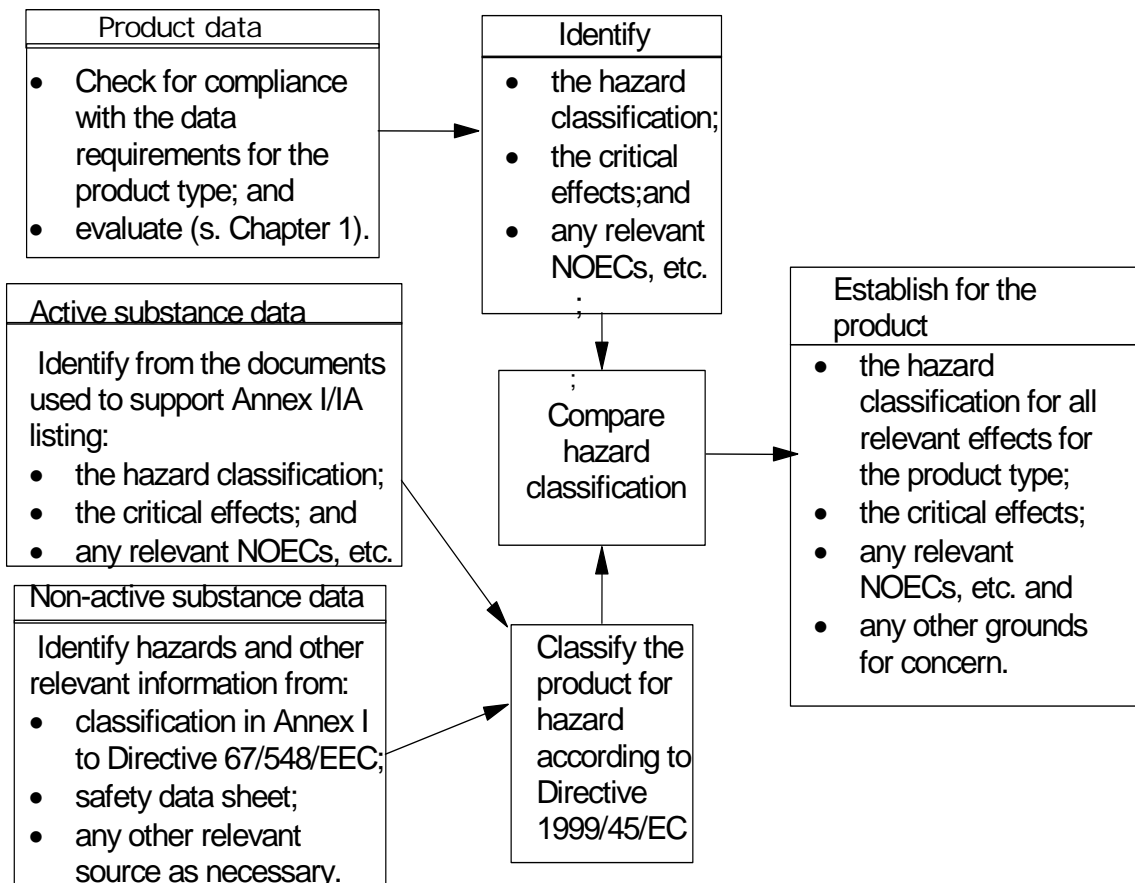 Product data
• Check for compliance
with the data
requirements for the
product type; and
• evaluate (s. Chapter 1).
Identify
• the hazard
classification;
• the critical
effects;and
• any relevant
NOECs, etc.
;
Active substance data
Identify from the documents
used to support Annex I/IA
listing:
• the hazard classification;
• the critical effects; and
• any relevant NOECs, etc.
;
Compare
hazard
classification
Establish for the
product
• the hazard
classification for all
relevant effects for
the product type;
• the critical effects;
• any relevant
NOECs, etc. and
• any other grounds
for concern.
Non-active substance data
Identify hazards and other
relevant information from:
• classification in Annex I
to Directive 67/548/EEC;
• safety data sheet;
• any other relevant
source as necessary.
Classify the
product for
hazard
according to
Directive
1999/45/EC